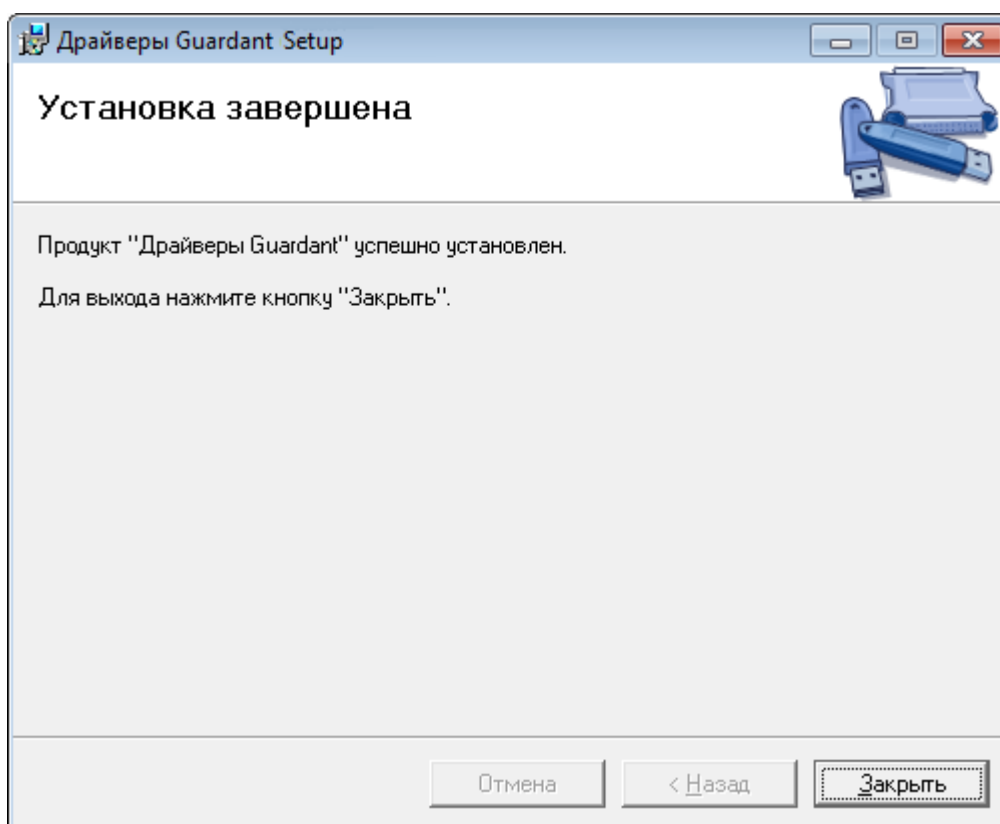 Драйверы Guardant Setup
Установка завершена
Продукт "Драйверы Guardant" успешно установлен.
Для выхода нажмите кнопку "Закрыть".
Отмена
< Назад
Закрыть